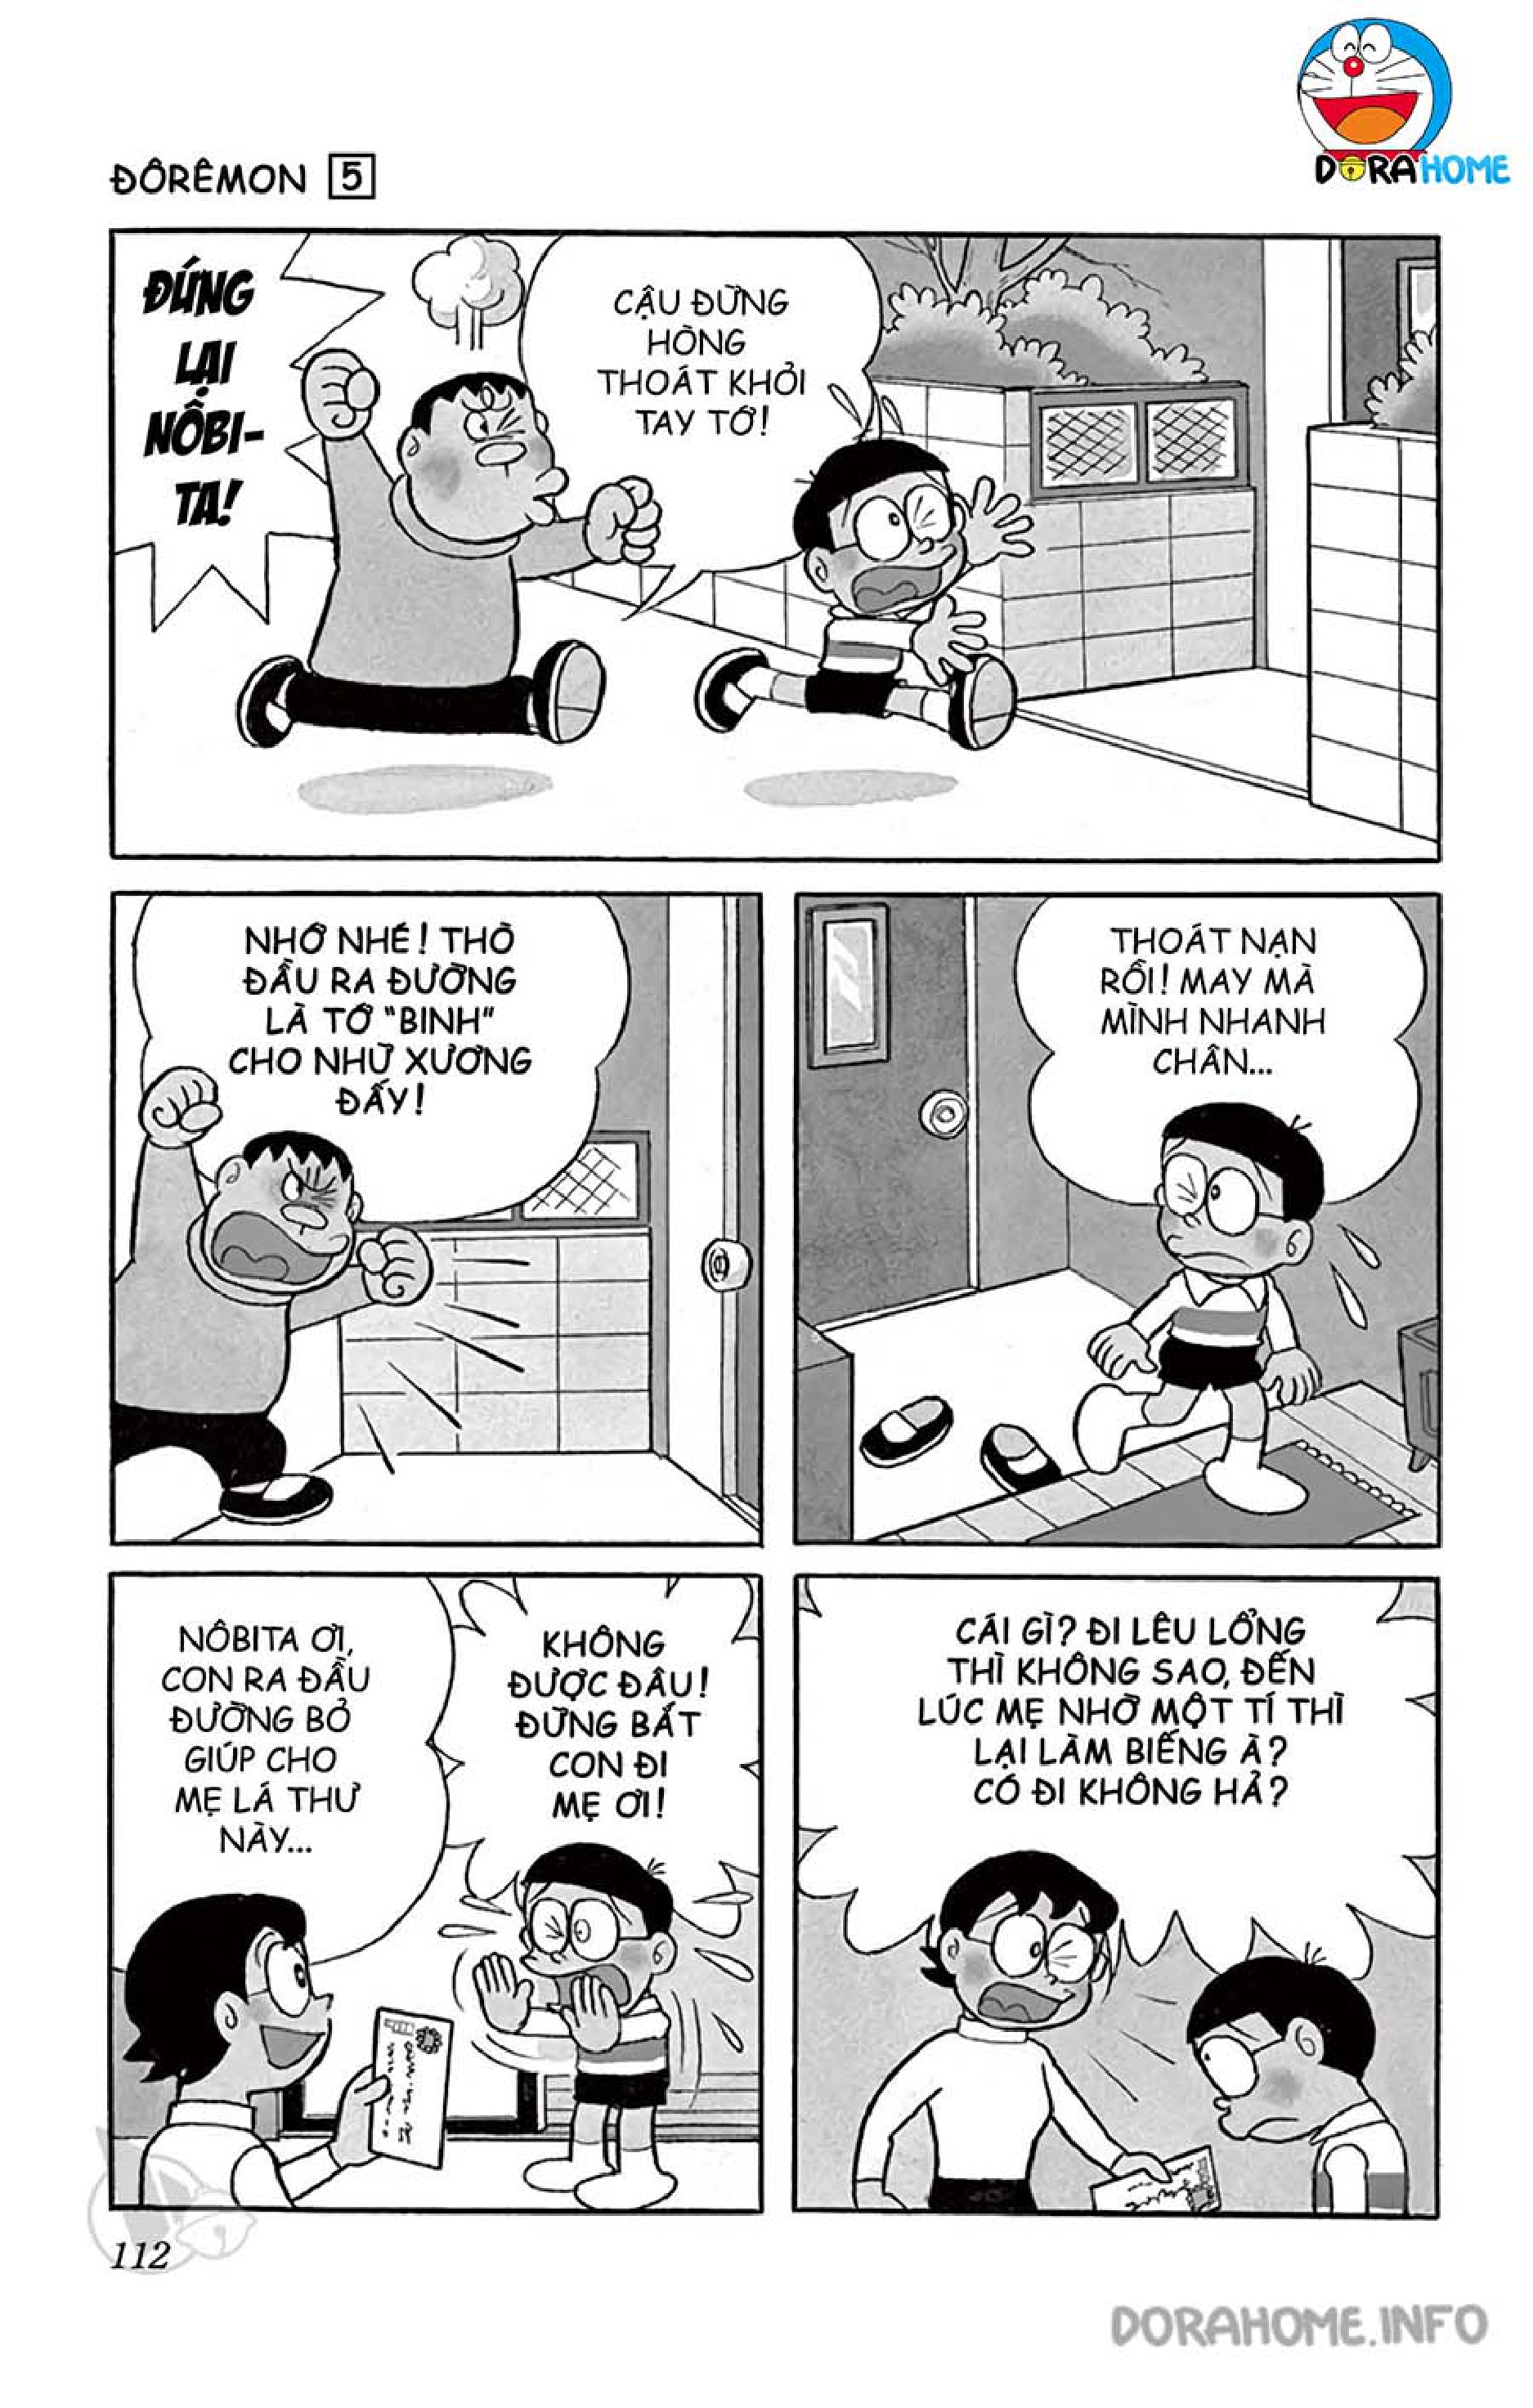 DORAHOME
ĐÔRÊMON 5
ĐỨNG
LẠI
NÔBI-
TA!
CẬU ĐỪNG
HÒNG
THOÁT KHỎI
TAY TỚ!
NHỚ NHÉ! THÒ
ĐẦU RA ĐƯỜNG
LÀ TỚ "BINH"
CHO NHỪ XƯƠNG
ĐẤY!
THOÁT NẠN
RỒI! MAY MÀ
MÌNH NHANH
CHÂN...
NÔBITA ƠI,
CON RA ĐẦU
ĐƯỜNG BỎ
GIÚP CHO
MẸ LÁ THƯ
NÀY...
KHÔNG
ĐƯỢC ĐÂU!
ĐỪNG BẮT
CON ĐI
MẸ ƠI!
CÁI GÌ? ĐI LÊU LỔNG
THÌ KHÔNG SAO, ĐẾN
LÚC MẸ NHỜ MỘT TÍ THÌ
LẠI LÀM BIẾNG À?
CÓ ĐI KHÔNG HẢ?
112
DORAHOME.INFO